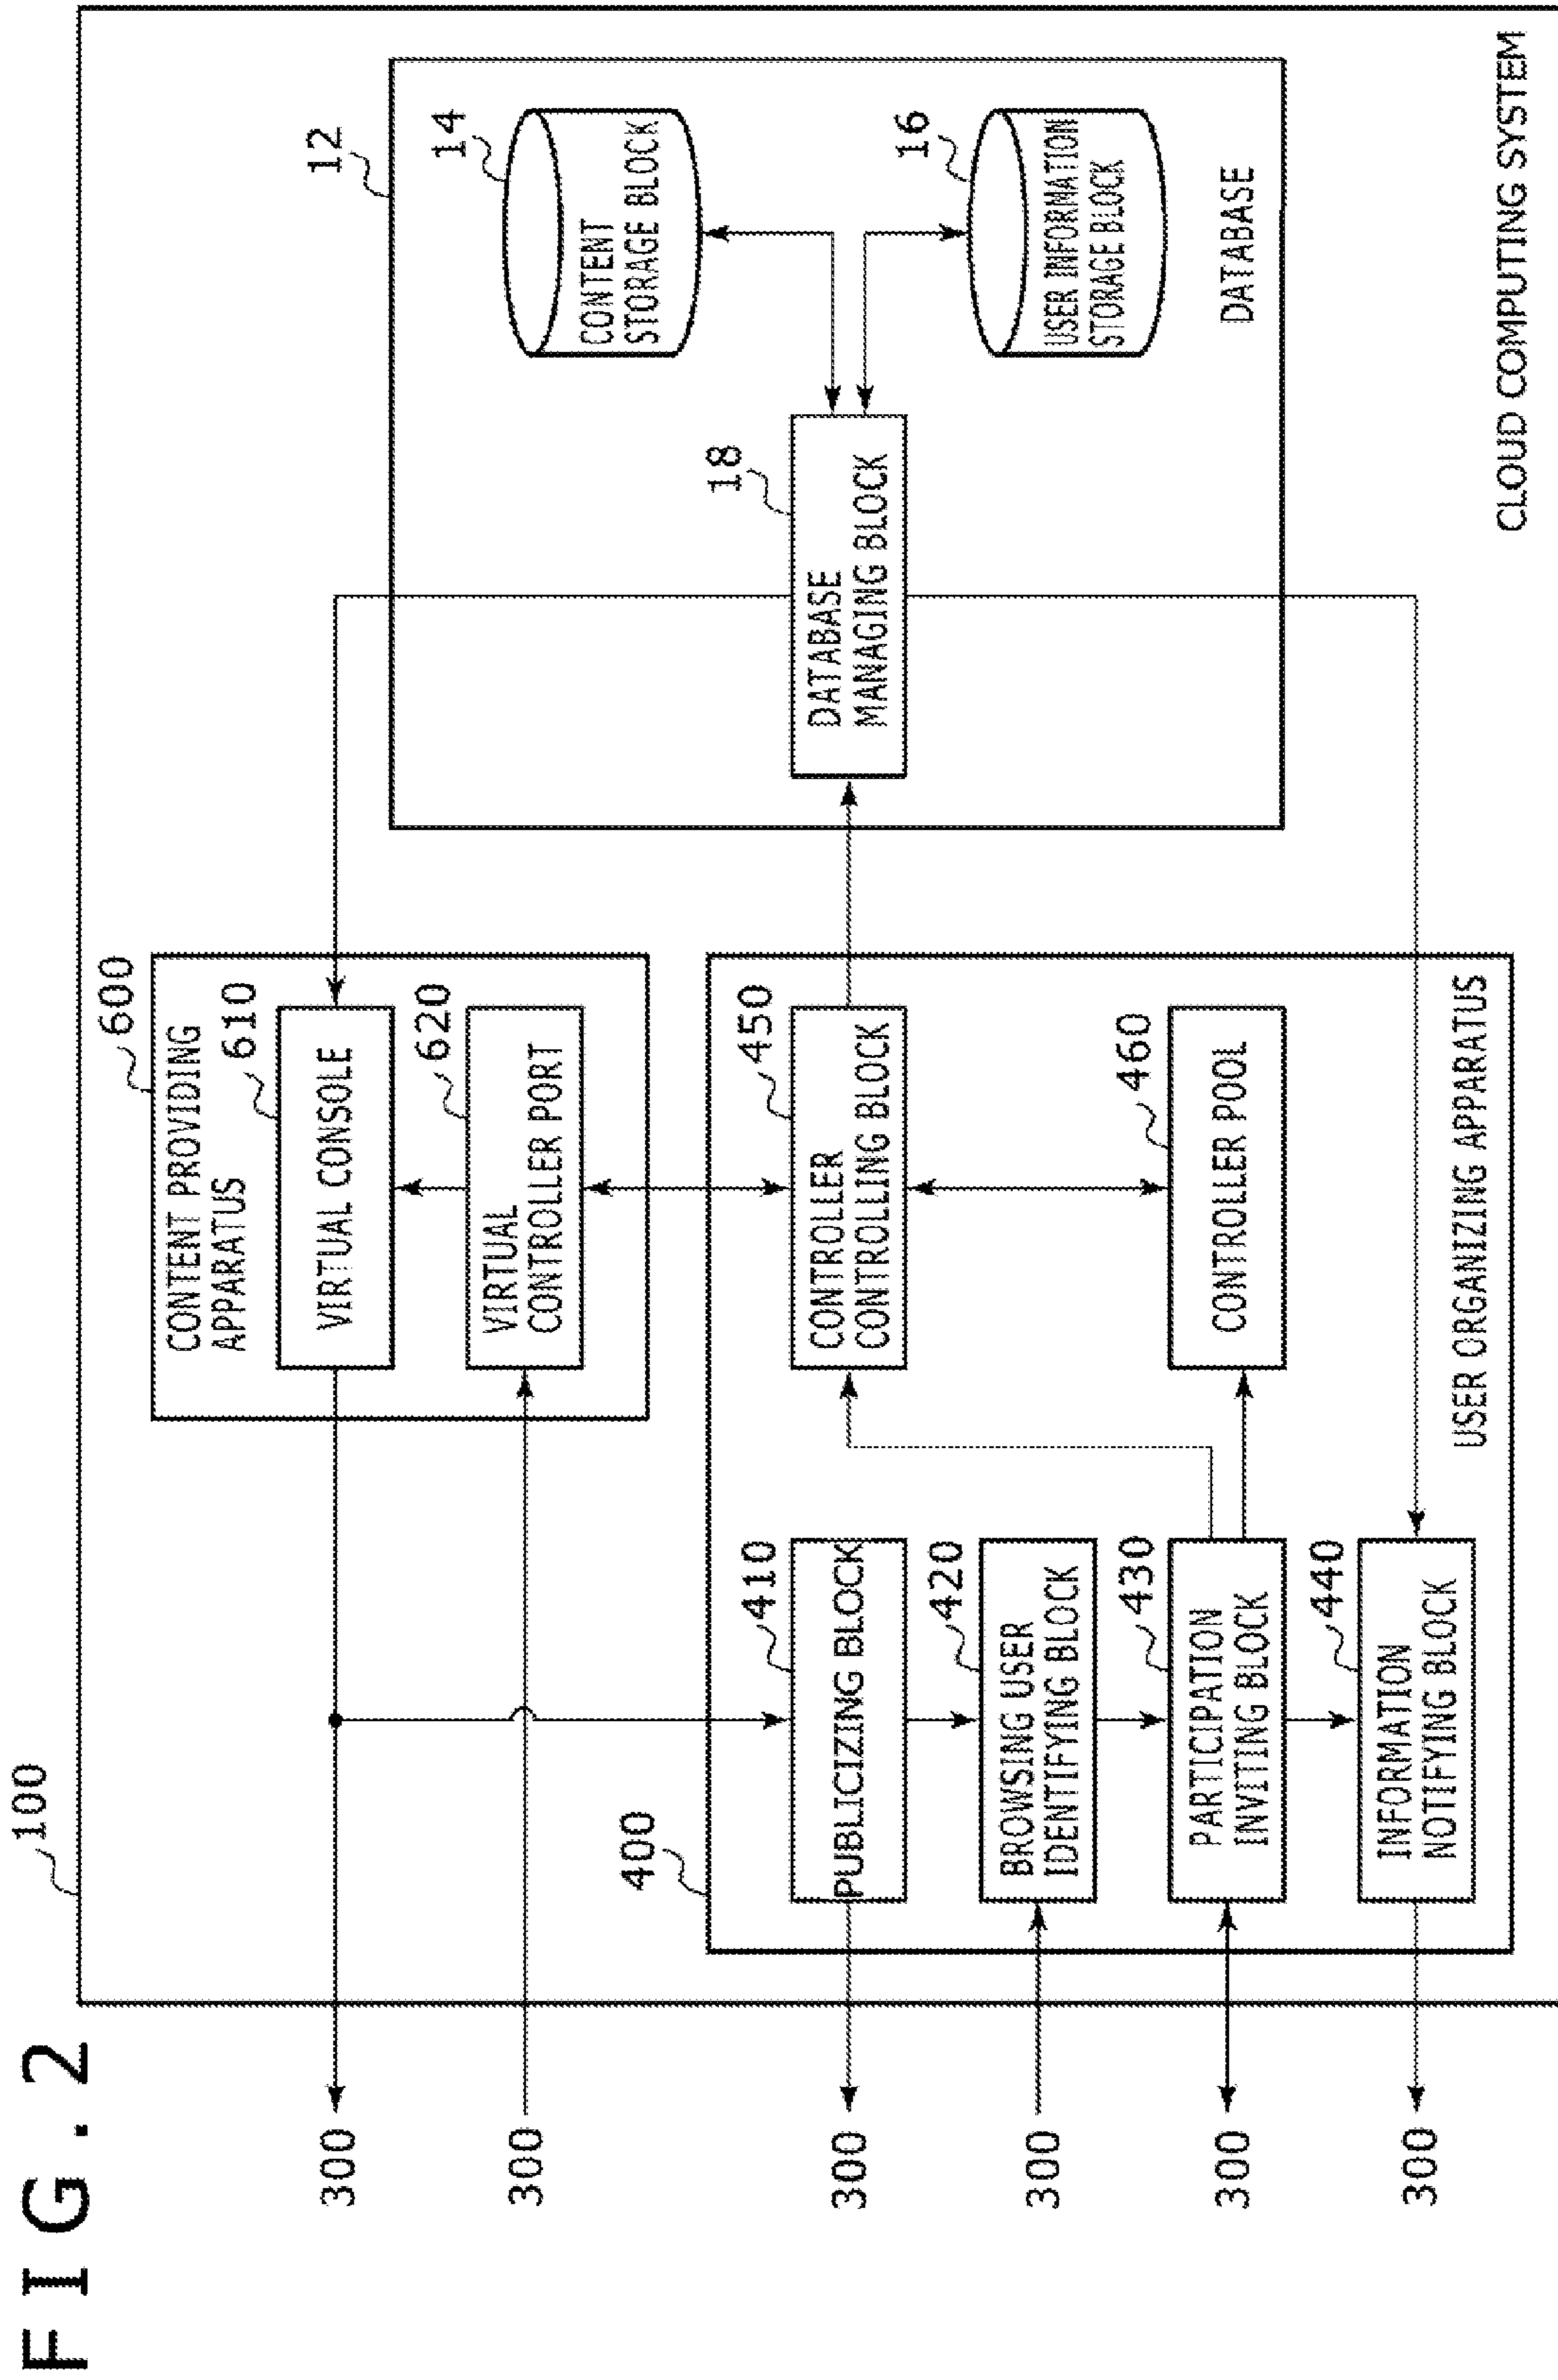 FIG.2
100
600
CONTENT PROVIDING
APPARATUS
610
VIRTUAL CONSOLE
620
VIRTUAL
CONTROLLER PORT
300
300
12
14
CONTENT
STORAGE BLOCK
16
USER INFORMATION
STORAGE BLOCK
18
DATABASE
MANAGING BLOCK
DATABASE
400
410
PUBLICIZING BLOCK
420
BROWSING USER
IDENTIFYING BLOCK
430
PARTICIPATION
INVITING BLOCK
440
INFORMATION
NOTIFYING BLOCK
450
CONTROLLER
CONTROLLING BLOCK
460
CONTROLLER POOL
USER ORGANIZING APPARATUS
300
300
300
300
CLOUD COMPUTING SYSTEM